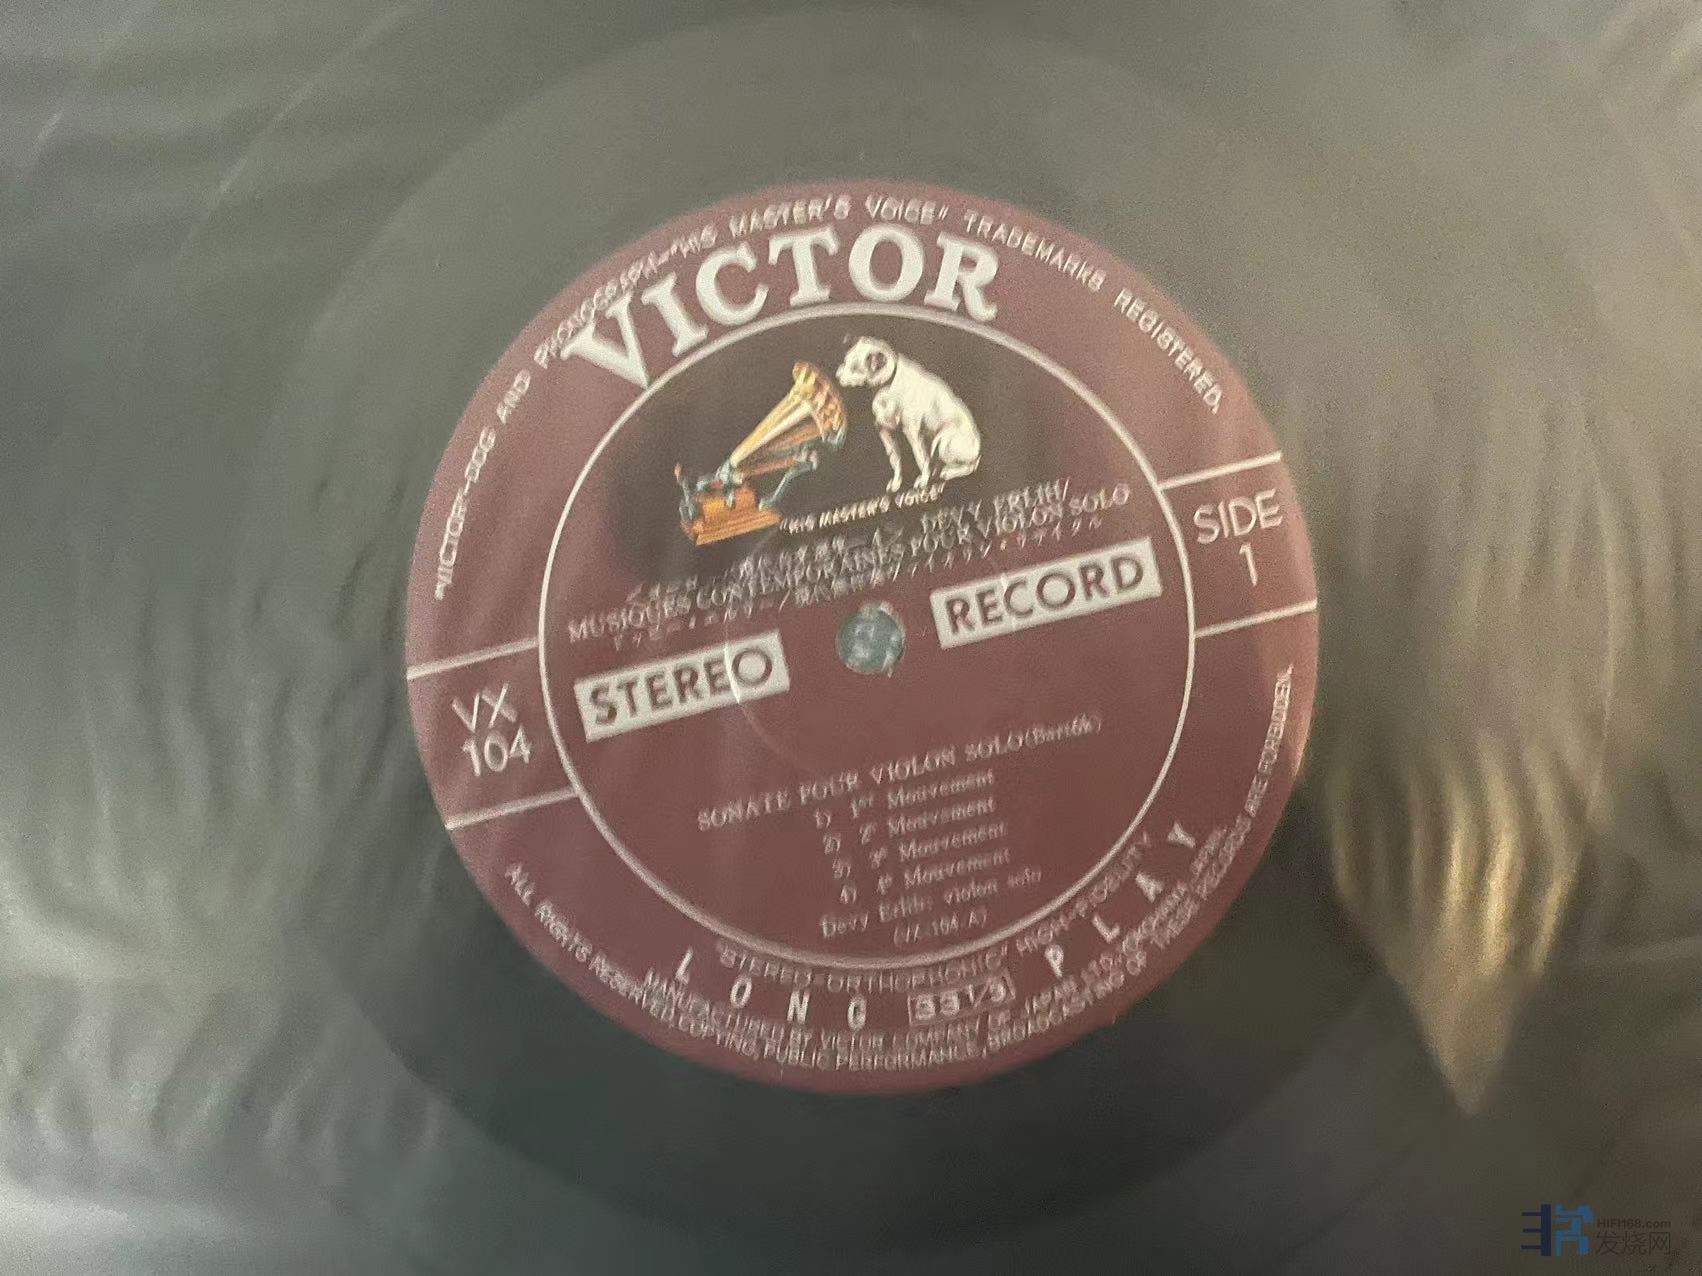 "VICTOR-DOG AND PHONOGRAPH-"HIS MASTER'S VOICE" TRADEMARKS REGISTERED.
VICTOR
"HIS MASTER'S VOICE"
DEVY ERLIH/
MUSIQUES CONTEMPORAINES POUR VIOLON SOLO
STEREO RECORD
SIDE
1
VX
104
SONATE POUR VIOLON SOLO (Bartók)
1) 1er Mouvement
2) 2e Mouvement
3) 3e Mouvement
4) 4e Mouvement
Devy Erlih: violon solo
(VX-104-A)
"STEREO-ORTHOPHONIC" HIGH-FIDELITY
LONG 33 1/3 PLAY
MANUFACTURED BY VICTOR COMPANY OF JAPAN, LTD., YOKOHAMA, JAPAN.
ALL RIGHTS RESERVED COPYING, PUBLIC PERFORMANCE, BROADCASTING OF THESE RECORDS ARE FORBIDDEN.
HIFI168.com
发烧网